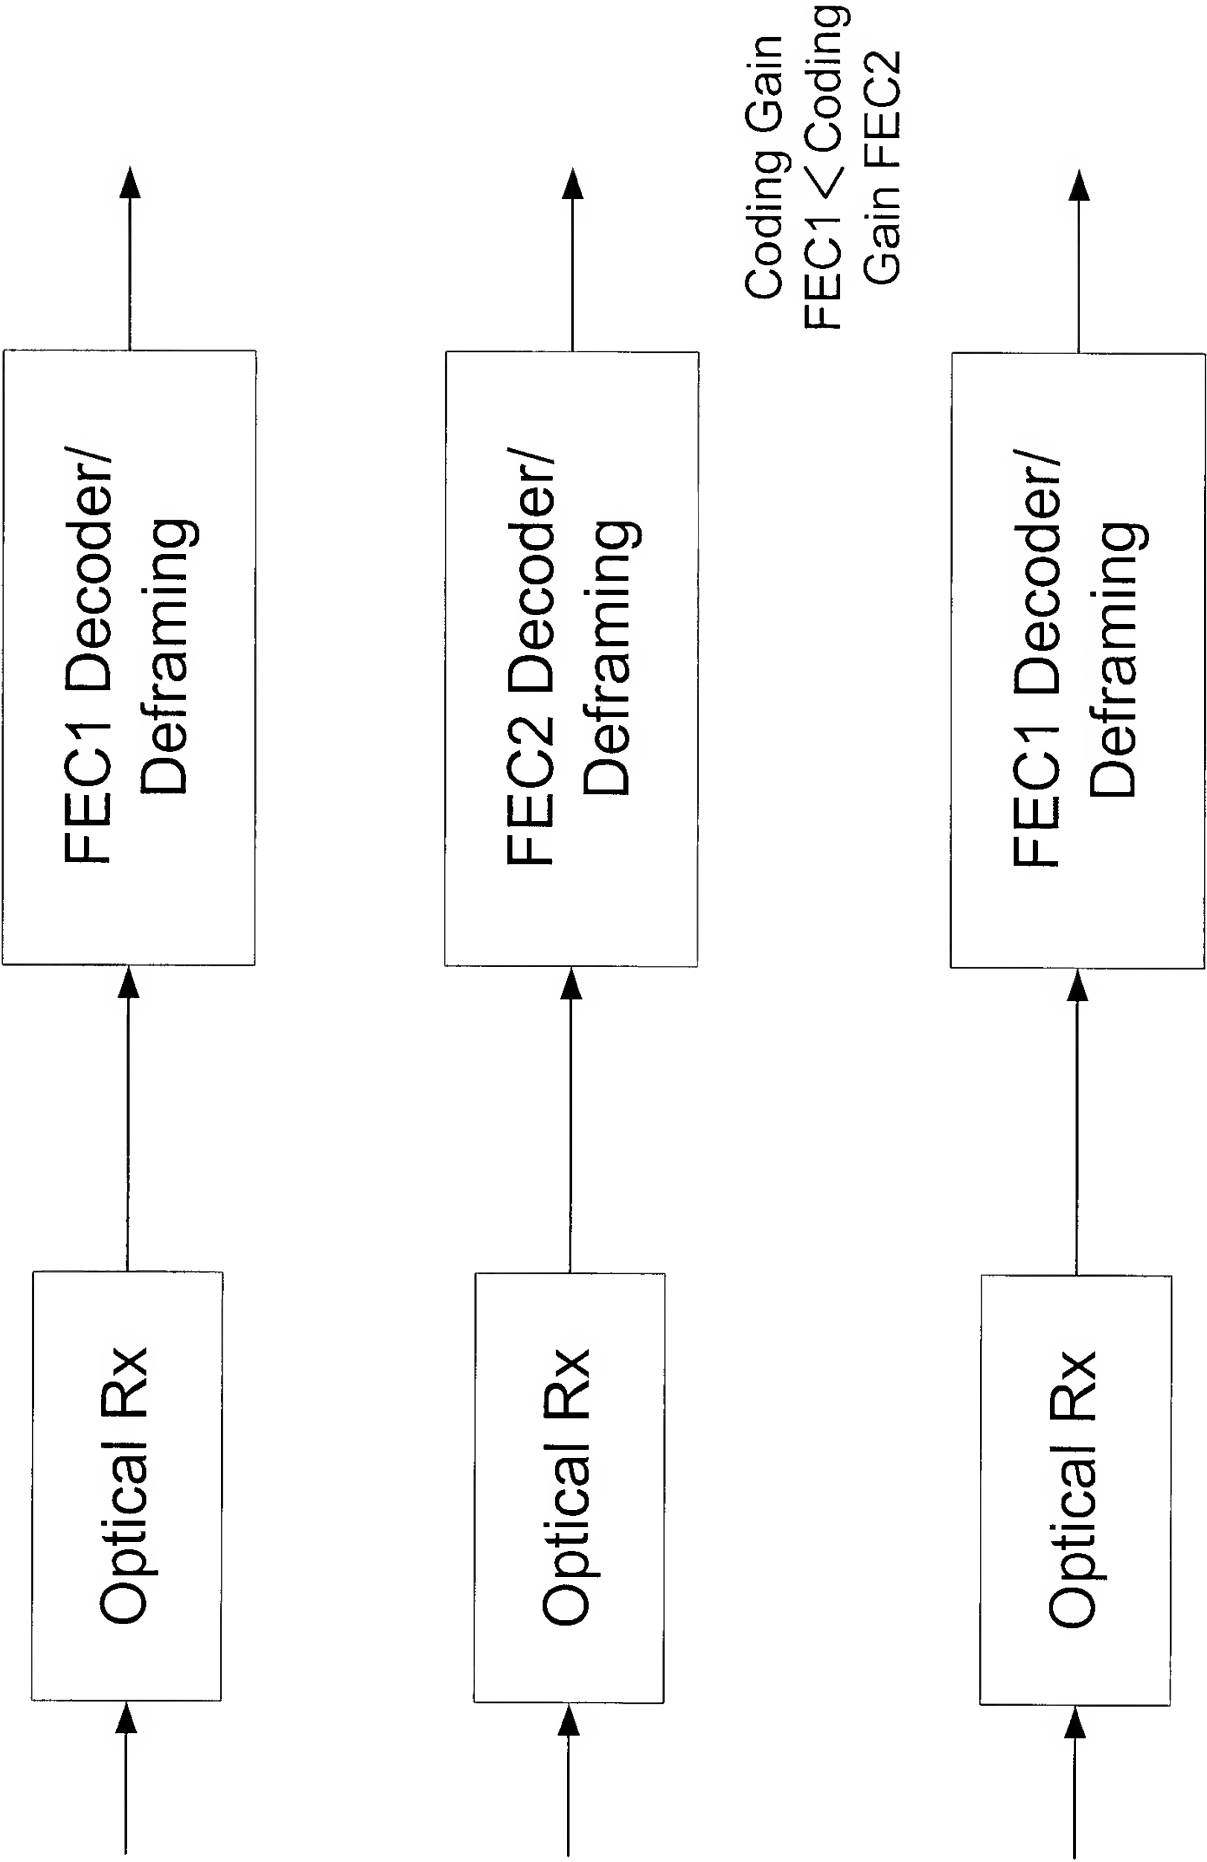 Optical Rx
FEC1 Decoder/
Deframing
Optical Rx
FEC2 Decoder/
Deframing
Coding Gain
FEC1 < Coding
Gain FEC2
Optical Rx
FEC1 Decoder/
Deframing